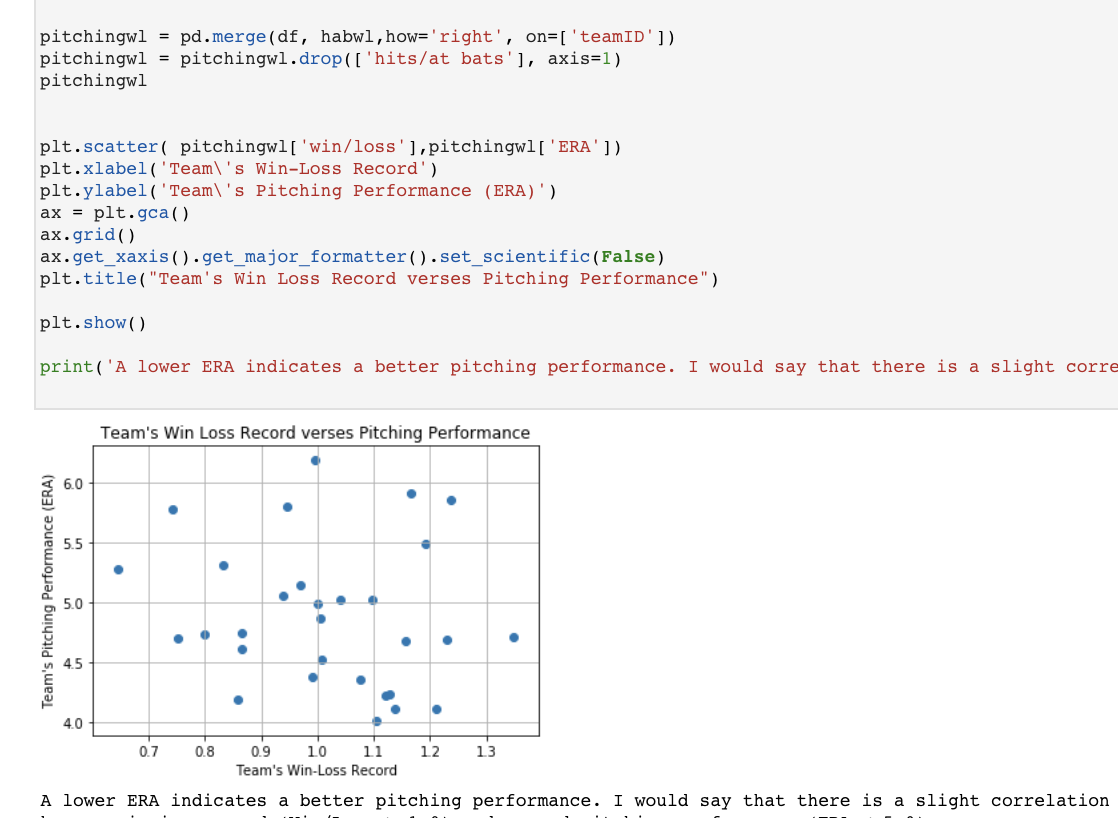 pitchingwl = pd.merge(df, habwl,how='right', on=['teamID'])
pitchingwl = pitchingwl.drop(['hits/at bats'], axis=1)
pitchingwl
plt.scatter( pitchingwl['win/loss'],pitchingwl['ERA'])
plt.xlabel('Team\'s Win-Loss Record')
plt.ylabel('Team\'s Pitching Performance (ERA)')
ax = plt.gca()
ax.grid()
ax.get_xaxis().get_major_formatter().set_scientific(False)
plt.title("Team's Win Loss Record verses Pitching Performance")
plt.show()
print('A lower ERA indicates a better pitching performance. I would say that there is a slight corre
Team's Win Loss Record verses Pitching Performance
Team's Pitching Performance (ERA)
6.0
5.5
5.0
4.5
4.0
0.7 0.8 0.9 1.0 1.1 1.2 1.3
Team's Win-Loss Record
A lower ERA indicates a better pitching performance. I would say that there is a slight correlation